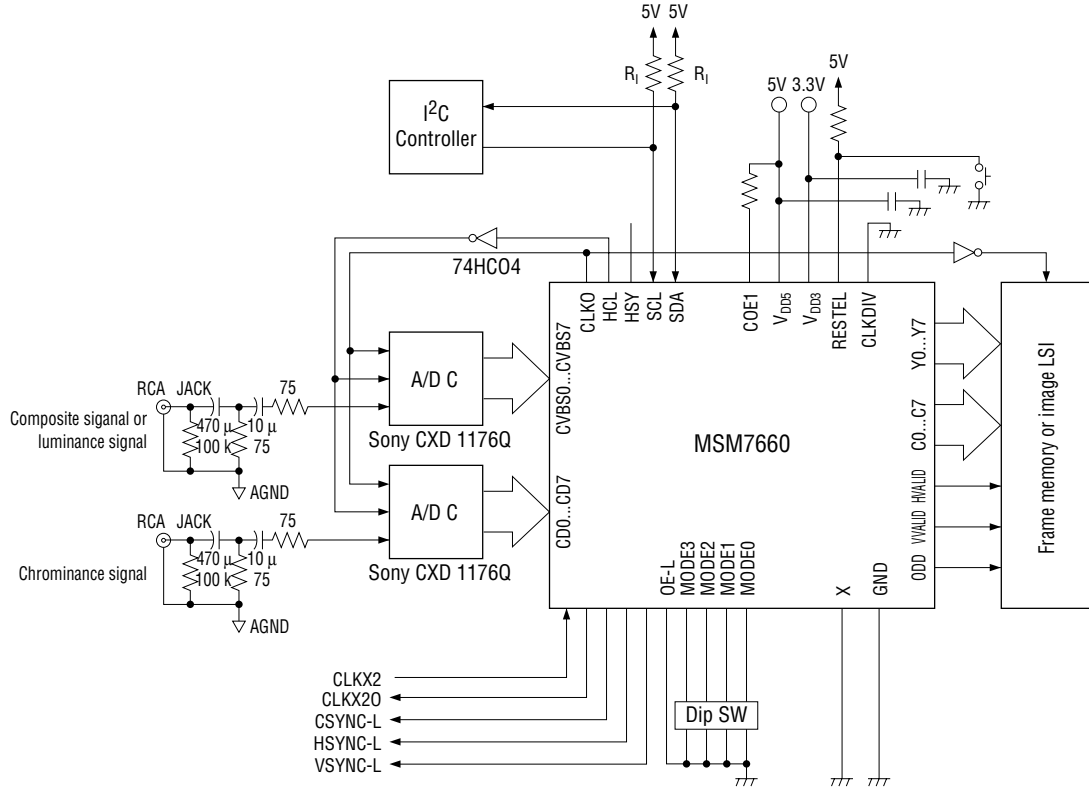 5V 5V
R_I R_I
5V
5V 3.3V
I²C
Controller
74HC04
CLKO
HCL
HSY
SCL
SDA
COE1
V_DD5
V_DD3
RESTEL
CLKDIV
RCA JACK
75
470 μ 10 μ
100 k 75
Composite siganal or
luminance signal
AGND
A/D C
Sony CXD 1176Q
CVBS0...CVBS7
MSM7660
Y0...Y7
C0...C7
HVALID
VVALID
ODD
Frame memory or image LSI
RCA JACK
75
470 μ 10 μ
100 k 75
Chrominance signal
AGND
A/D C
Sony CXD 1176Q
CD0...CD7
OE-L
MODE3
MODE2
MODE1
MODE0
X
GND
CLKX2
CLKX2O
CSYNC-L
HSYNC-L
VSYNC-L
Dip SW